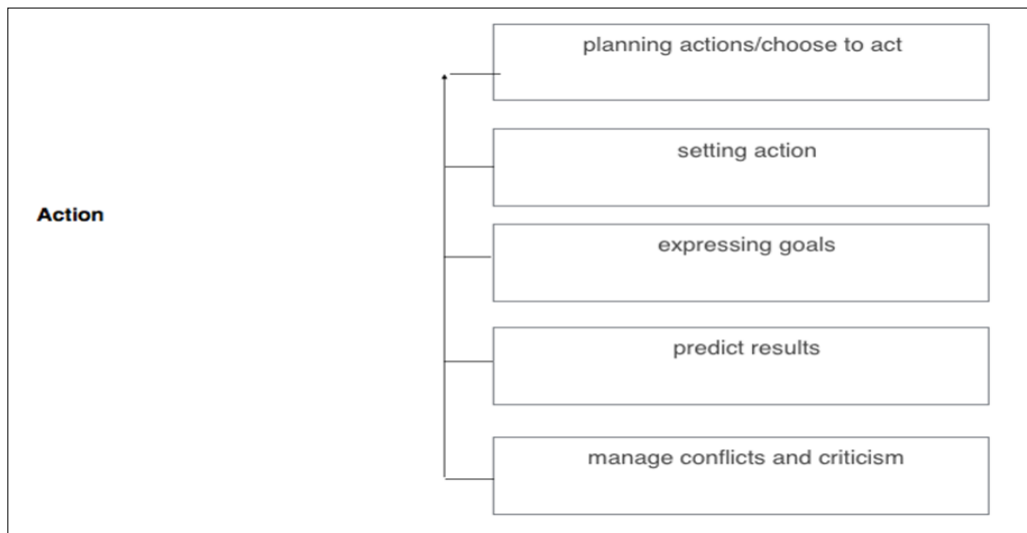 planning actions/choose to act
setting action
Action
expressing goals
predict results
manage conflicts and criticism